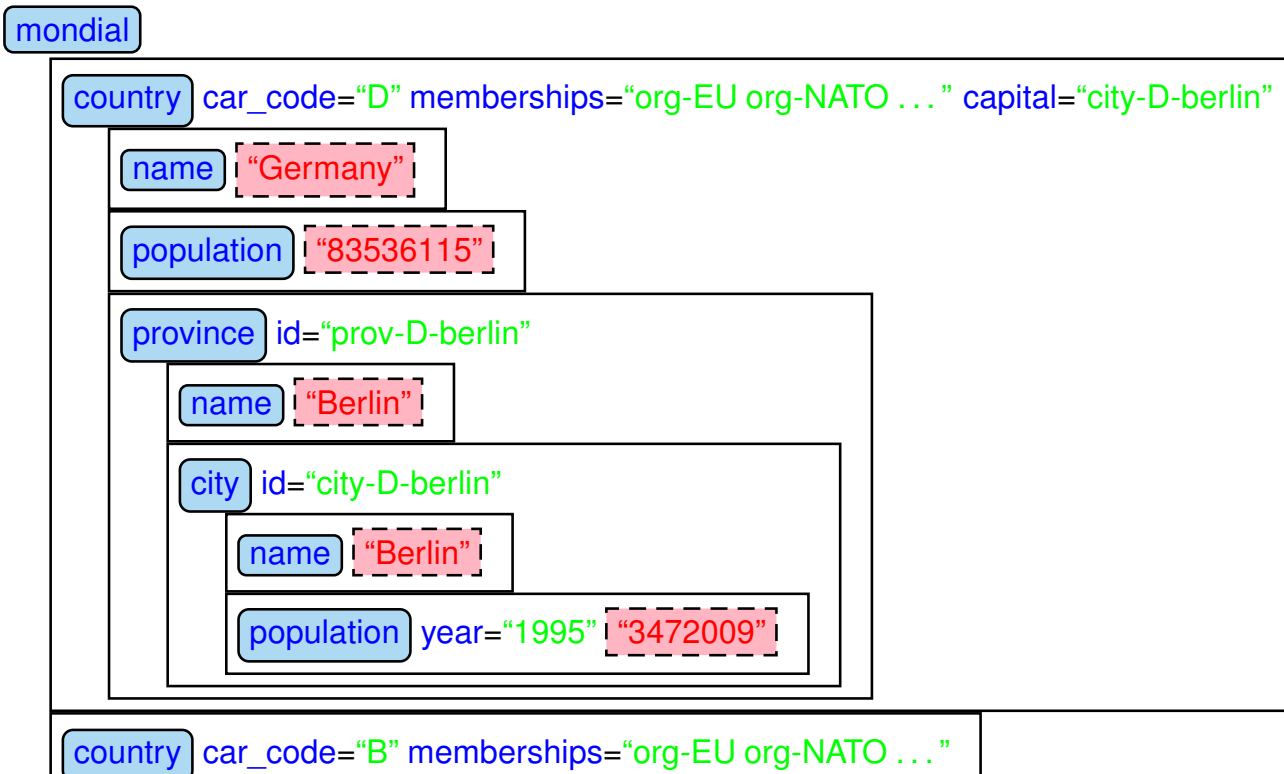 mondial
country car_code=“D” memberships=“org-EU org-NATO . . . ” capital=“city-D-berlin”
name “Germany”
population “83536115”
province id=“prov-D-berlin”
name “Berlin”
city id=“city-D-berlin”
name “Berlin”
population year=“1995” “3472009”
country car_code=“B” memberships=“org-EU org-NATO . . . ”